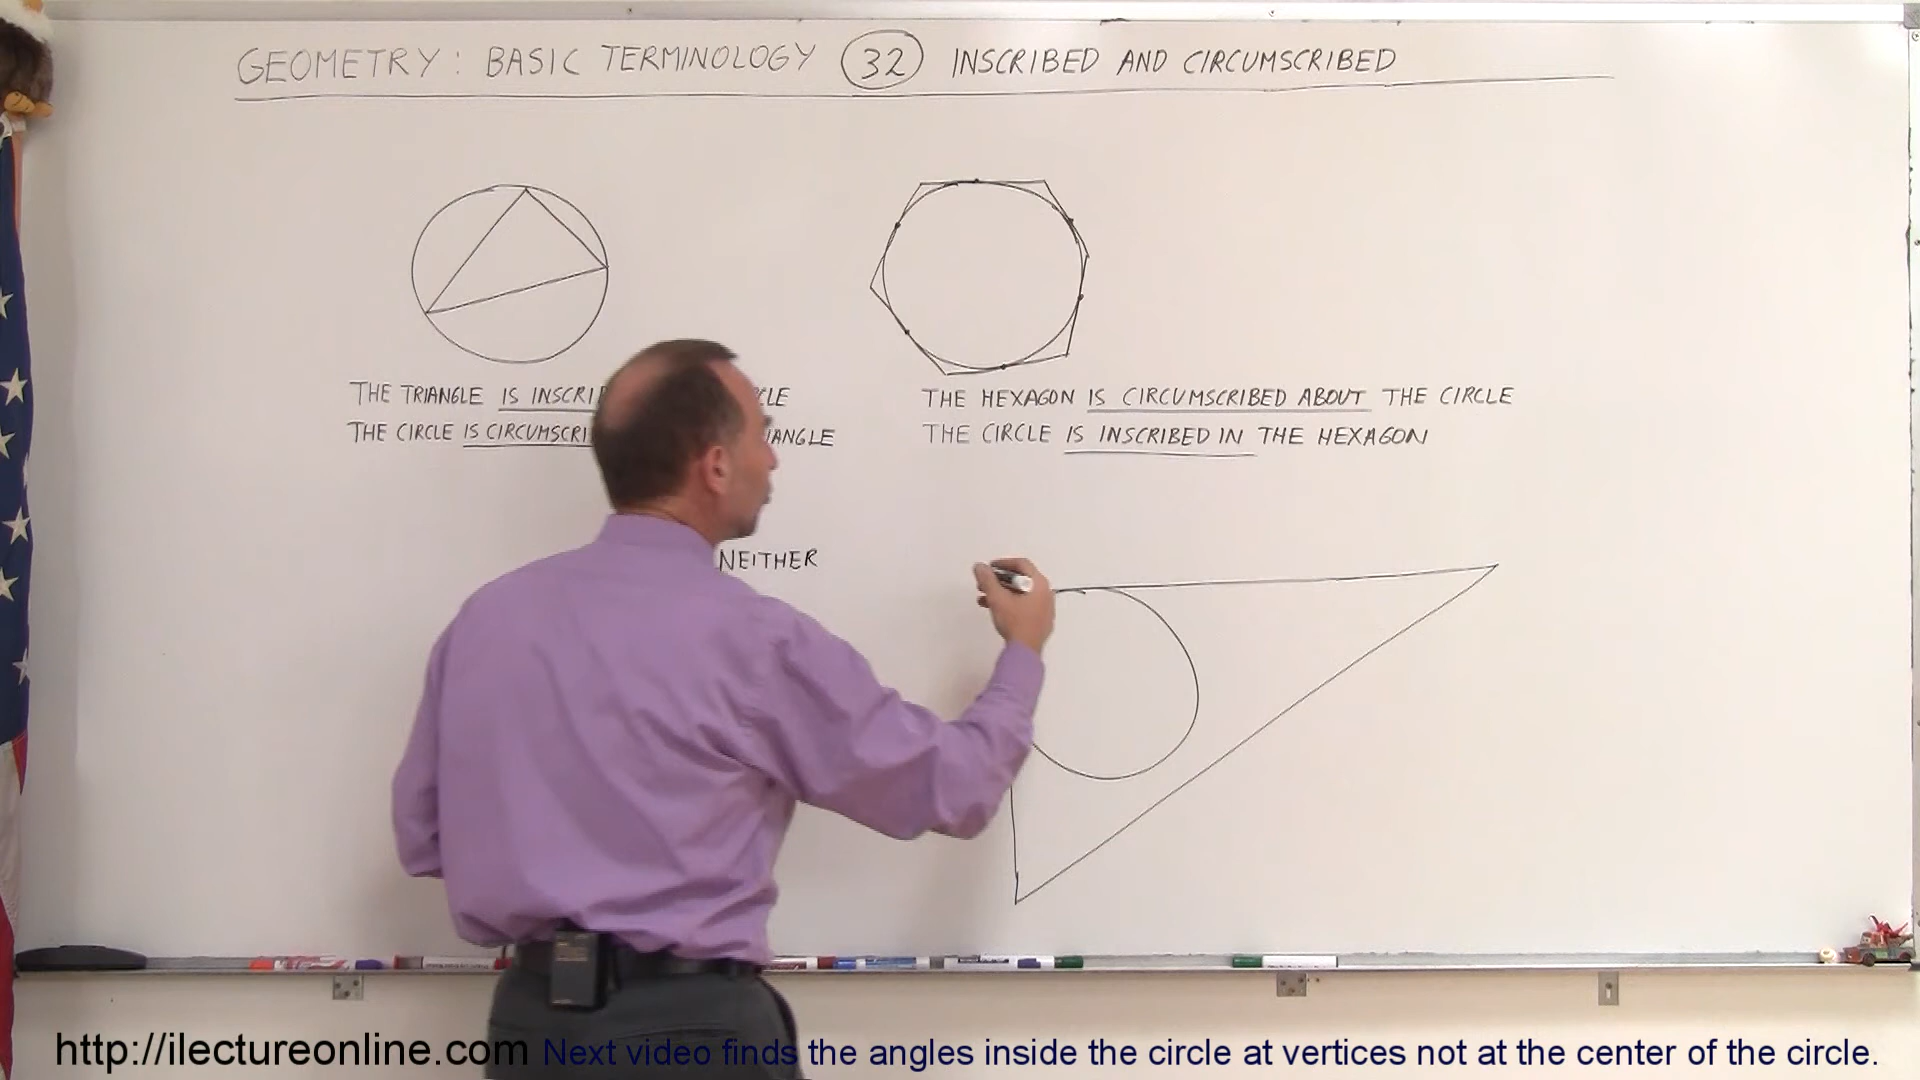 GEOMETRY: BASIC TERMINOLOGY 32 INSCRIBED AND CIRCUMSCRIBED
THE TRIANGLE IS INSCRI CLE
THE CIRCLE IS CIRCUMSCRI IANGLE
THE HEXAGON IS CIRCUMSCRIBED ABOUT THE CIRCLE
THE CIRCLE IS INSCRIBED IN THE HEXAGON
NEITHER
http://ilectureonline.com Next video finds the angles inside the circle at vertices not at the center of the circle.